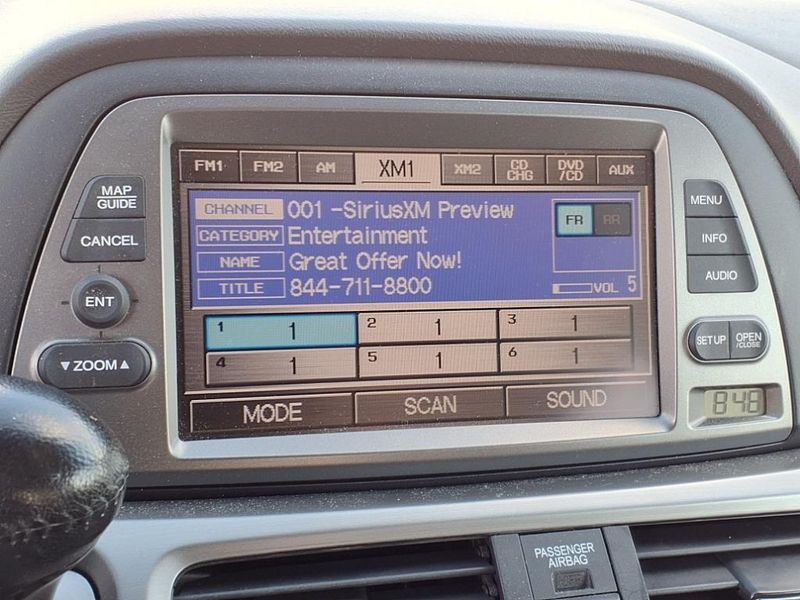 FM1 FM2 AM XM1 XM2 CD CHG DVD /CD AUX
MAP GUIDE
CANCEL
ENT
▼ZOOM▲
CHANNEL 001 -SiriusXM Preview
CATEGORY Entertainment
NAME Great Offer Now!
TITLE 844-711-8800
FR RR
VOL 5
1 1 2 1 3 1
4 1 5 1 6 1
MODE SCAN SOUND
MENU
INFO
AUDIO
SETUP OPEN /CLOSE
8:48
PASSENGER
AIRBAG